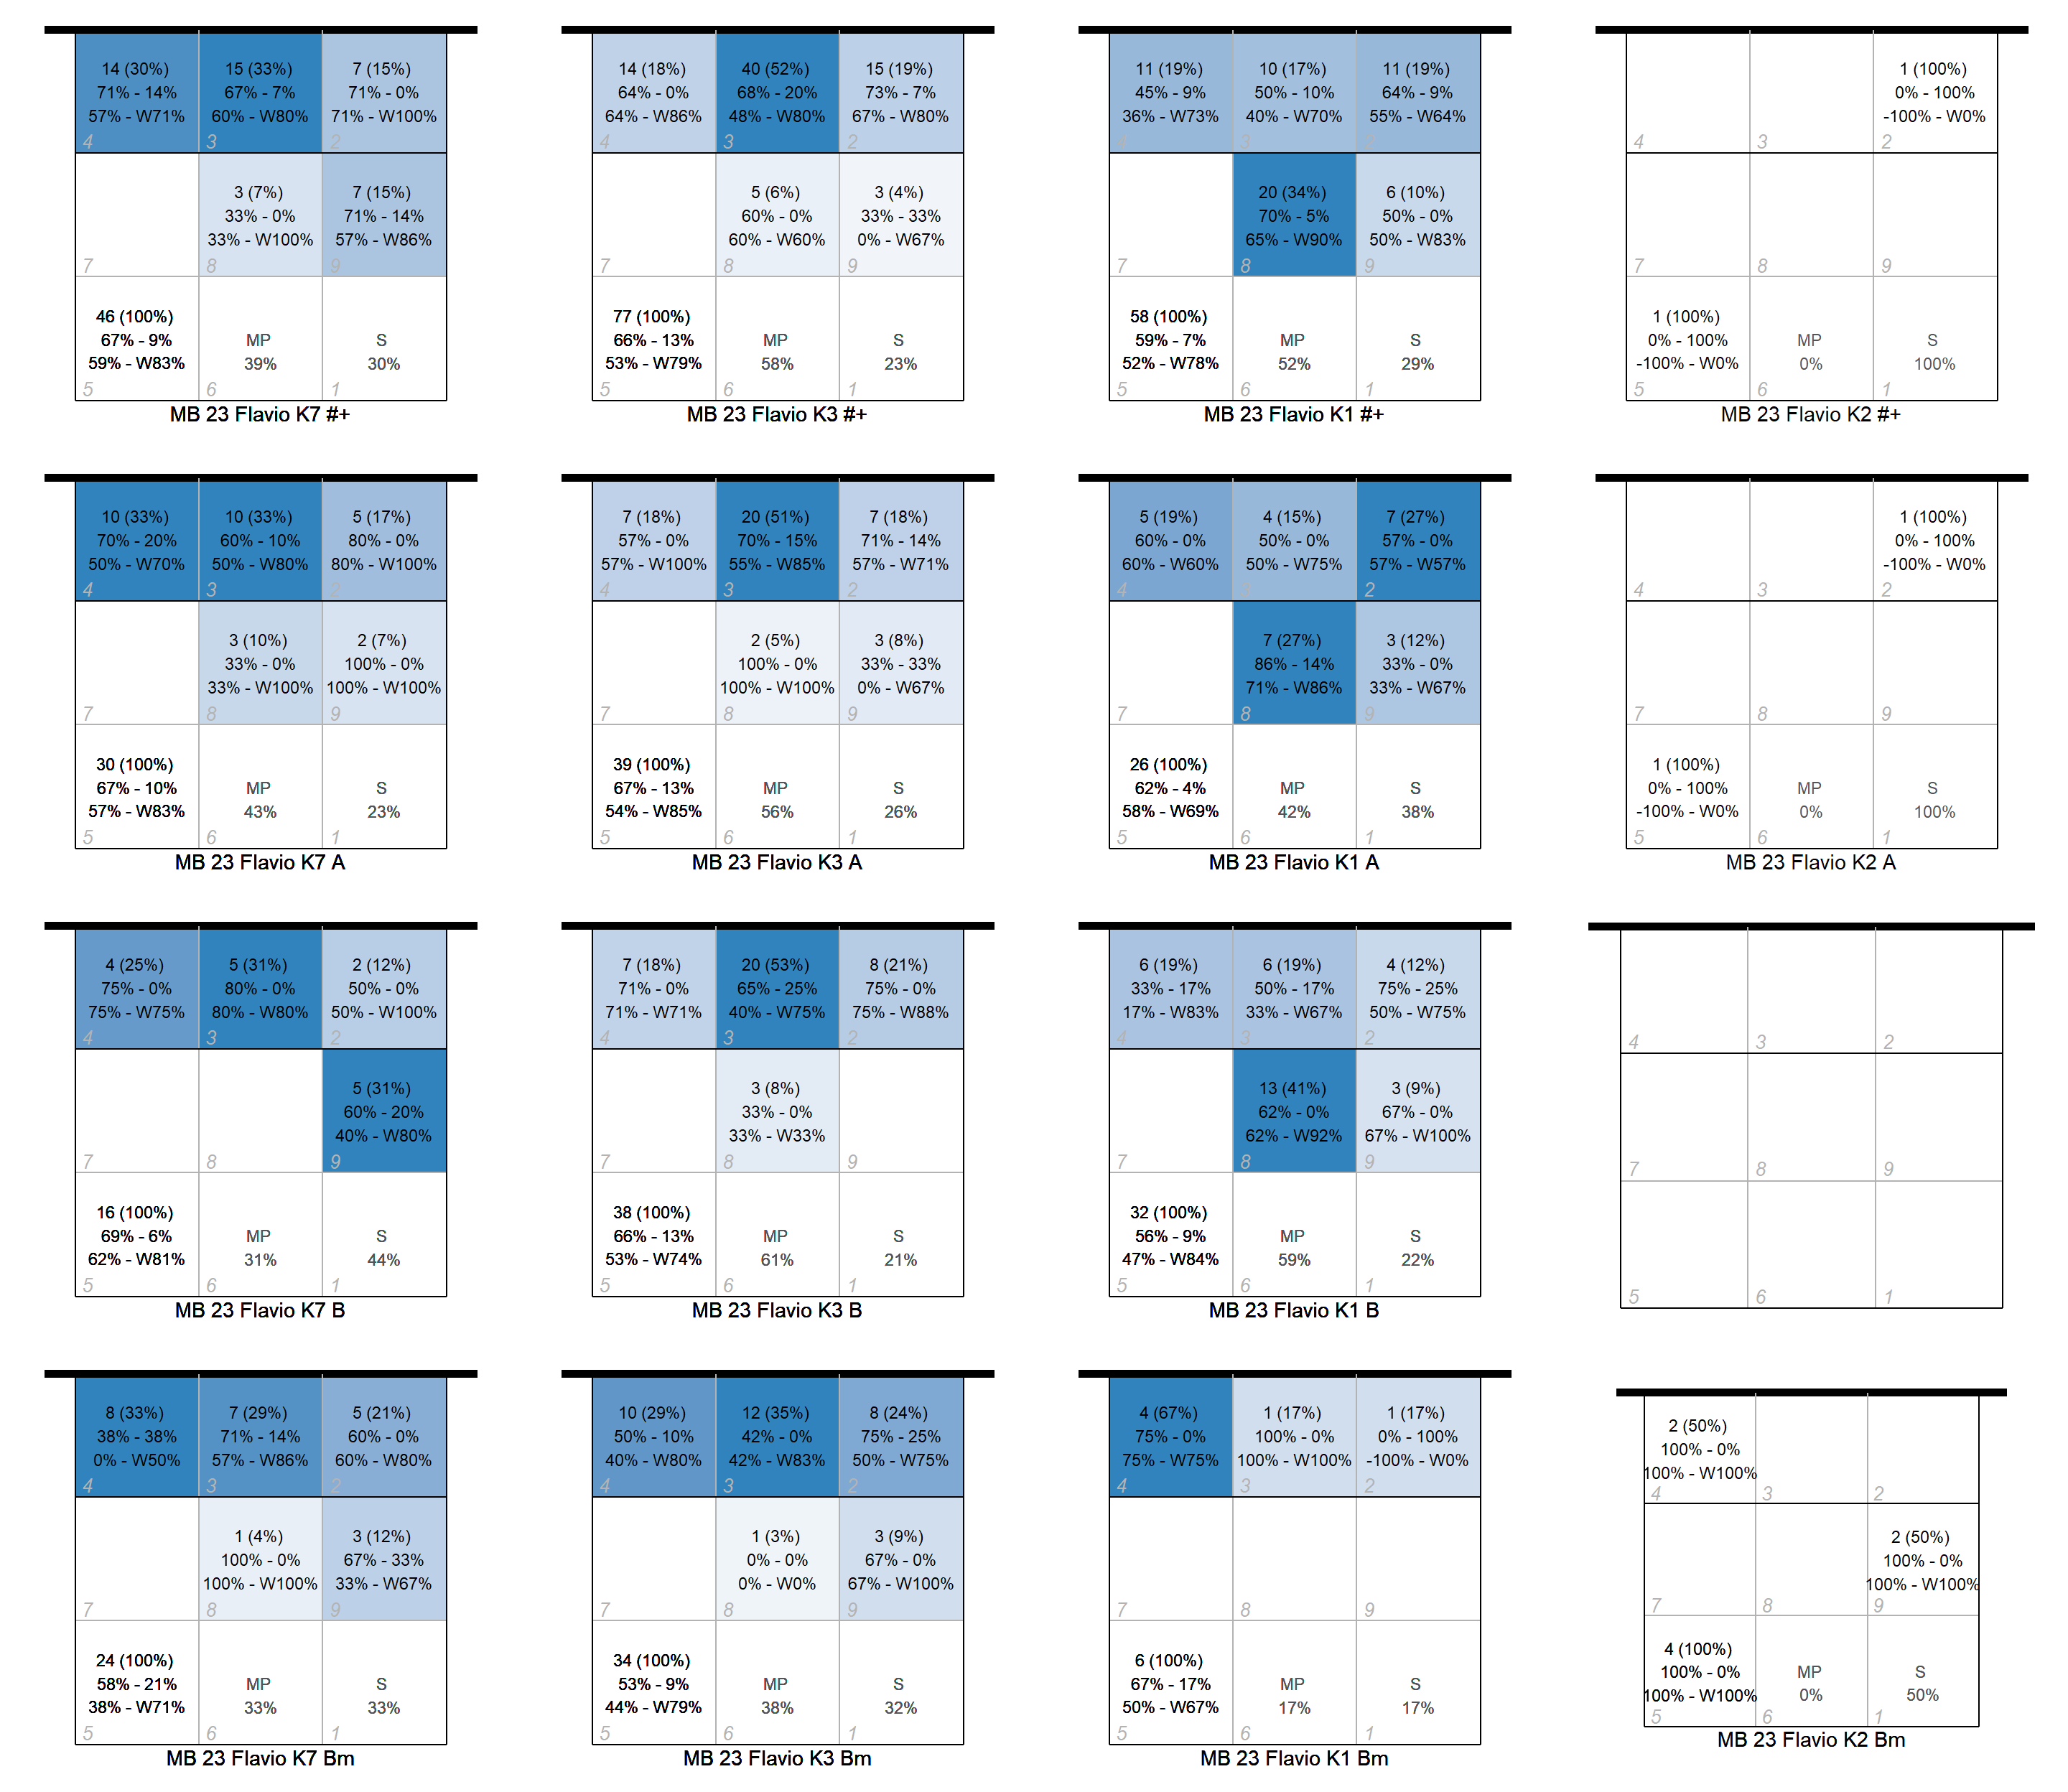 14 (30%)
71% - 14%
57% - W71%
4
15 (33%)
67% - 7%
60% - W80%
3
7 (15%)
71% - 0%
71% - W100%
2
7
3 (7%)
33% - 0%
33% - W100%
8
7 (15%)
71% - 14%
57% - W86%
9
46 (100%)
67% - 9%
59% - W83%
5
MP
39%
6
S
30%
1
MB 23 Flavio K7 #+
14 (18%)
64% - 0%
64% - W86%
4
40 (52%)
68% - 20%
48% - W80%
3
15 (19%)
73% - 7%
67% - W80%
2
7
5 (6%)
60% - 0%
60% - W60%
8
3 (4%)
33% - 33%
0% - W67%
9
77 (100%)
66% - 13%
53% - W79%
5
MP
58%
6
S
23%
1
MB 23 Flavio K3 #+
11 (19%)
45% - 9%
36% - W73%
4
10 (17%)
50% - 10%
40% - W70%
3
11 (19%)
64% - 9%
55% - W64%
2
7
20 (34%)
70% - 5%
65% - W90%
8
6 (10%)
50% - 0%
50% - W83%
9
58 (100%)
59% - 7%
52% - W78%
5
MP
52%
6
S
29%
1
MB 23 Flavio K1 #+
4
3
1 (100%)
0% - 100%
-100% - W0%
2
7
8
9
1 (100%)
0% - 100%
-100% - W0%
5
MP
0%
6
S
100%
1
MB 23 Flavio K2 #+
10 (33%)
70% - 20%
50% - W70%
4
10 (33%)
60% - 10%
50% - W80%
3
5 (17%)
80% - 0%
80% - W100%
2
7
3 (10%)
33% - 0%
33% - W100%
8
2 (7%)
100% - 0%
100% - W100%
9
30 (100%)
67% - 10%
57% - W83%
5
MP
43%
6
S
23%
1
MB 23 Flavio K7 A
7 (18%)
57% - 0%
57% - W100%
4
20 (51%)
70% - 15%
55% - W85%
3
7 (18%)
71% - 14%
57% - W71%
2
7
2 (5%)
100% - 0%
100% - W100%
8
3 (8%)
33% - 33%
0% - W67%
9
39 (100%)
67% - 13%
54% - W85%
5
MP
56%
6
S
26%
1
MB 23 Flavio K3 A
5 (19%)
60% - 0%
60% - W60%
4
4 (15%)
50% - 0%
50% - W75%
3
7 (27%)
57% - 0%
57% - W57%
2
7
7 (27%)
86% - 14%
71% - W86%
8
3 (12%)
33% - 0%
33% - W67%
9
26 (100%)
62% - 4%
58% - W69%
5
MP
42%
6
S
38%
1
MB 23 Flavio K1 A
4
3
1 (100%)
0% - 100%
-100% - W0%
2
7
8
9
1 (100%)
0% - 100%
-100% - W0%
5
MP
0%
6
S
100%
1
MB 23 Flavio K2 A
4 (25%)
75% - 0%
75% - W75%
4
5 (31%)
80% - 0%
80% - W80%
3
2 (12%)
50% - 0%
50% - W100%
2
7
8
5 (31%)
60% - 20%
40% - W80%
9
16 (100%)
69% - 6%
62% - W81%
5
MP
31%
6
S
44%
1
MB 23 Flavio K7 B
7 (18%)
71% - 0%
71% - W71%
4
20 (53%)
65% - 25%
40% - W75%
3
8 (21%)
75% - 0%
75% - W88%
2
7
3 (8%)
33% - 0%
33% - W33%
8
9
38 (100%)
66% - 13%
53% - W74%
5
MP
61%
6
S
21%
1
MB 23 Flavio K3 B
6 (19%)
33% - 17%
17% - W83%
4
6 (19%)
50% - 17%
33% - W67%
3
4 (12%)
75% - 25%
50% - W75%
2
7
13 (41%)
62% - 0%
62% - W92%
8
3 (9%)
67% - 0%
67% - W100%
9
32 (100%)
56% - 9%
47% - W84%
5
MP
59%
6
S
22%
1
MB 23 Flavio K1 B
4
3
2
7
8
9
5
6
1
8 (33%)
38% - 38%
0% - W50%
4
7 (29%)
71% - 14%
57% - W86%
3
5 (21%)
60% - 0%
60% - W80%
2
7
1 (4%)
100% - 0%
100% - W100%
8
3 (12%)
67% - 33%
33% - W67%
9
24 (100%)
58% - 21%
38% - W71%
5
MP
33%
6
S
33%
1
MB 23 Flavio K7 Bm
10 (29%)
50% - 10%
40% - W80%
4
12 (35%)
42% - 0%
42% - W83%
3
8 (24%)
75% - 25%
50% - W75%
2
7
1 (3%)
0% - 0%
0% - W0%
8
3 (9%)
67% - 0%
67% - W100%
9
34 (100%)
53% - 9%
44% - W79%
5
MP
38%
6
S
32%
1
MB 23 Flavio K3 Bm
4 (67%)
75% - 0%
75% - W75%
4
1 (17%)
100% - 0%
100% - W100%
3
1 (17%)
0% - 100%
-100% - W0%
2
7
8
9
6 (100%)
67% - 17%
50% - W67%
5
MP
17%
6
S
17%
1
MB 23 Flavio K1 Bm
2 (50%)
100% - 0%
100% - W100%
4
3
2
7
8
2 (50%)
100% - 0%
100% - W100%
9
4 (100%)
100% - 0%
100% - W100%
5
MP
0%
6
S
50%
1
MB 23 Flavio K2 Bm